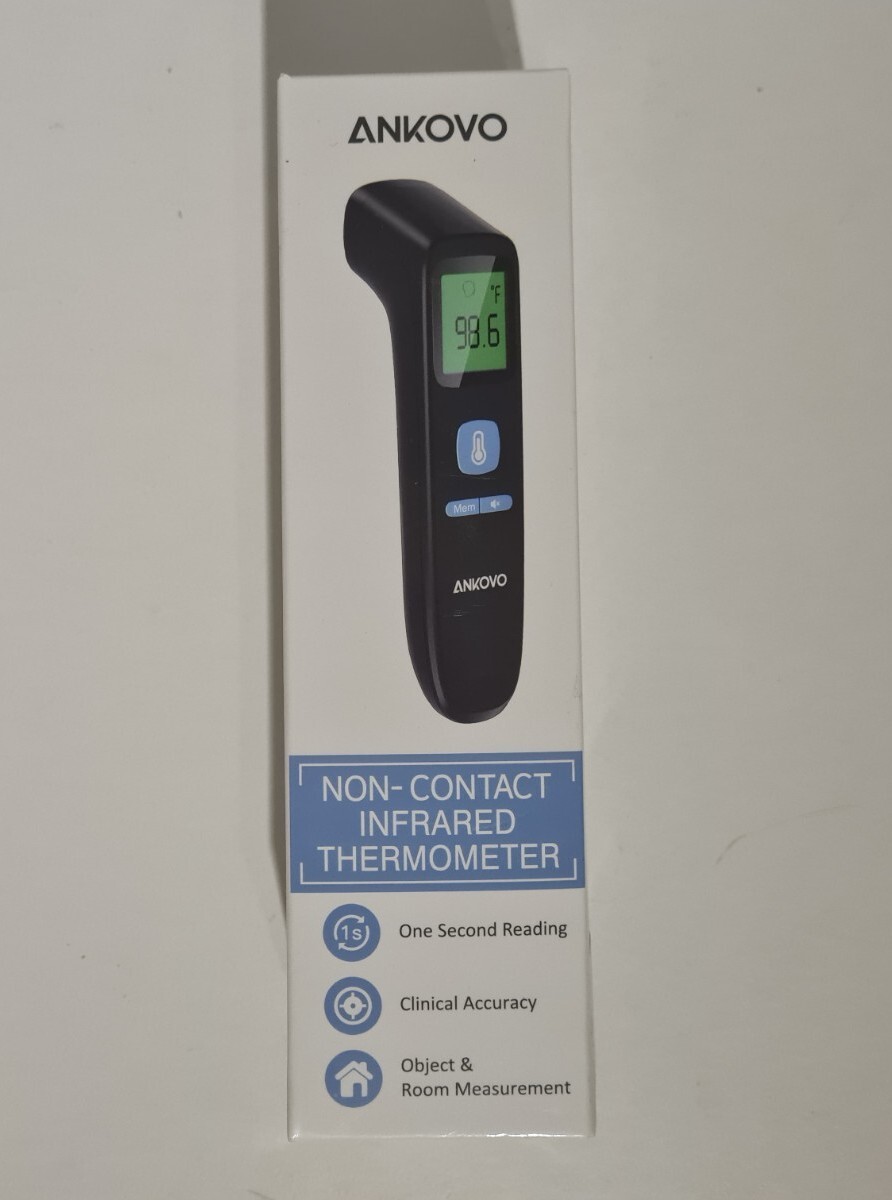 ANKOVO
°F
98.6
Mem
ANKOVO
NON- CONTACT
INFRARED
THERMOMETER
1s
One Second Reading
Clinical Accuracy
Object &
Room Measurement